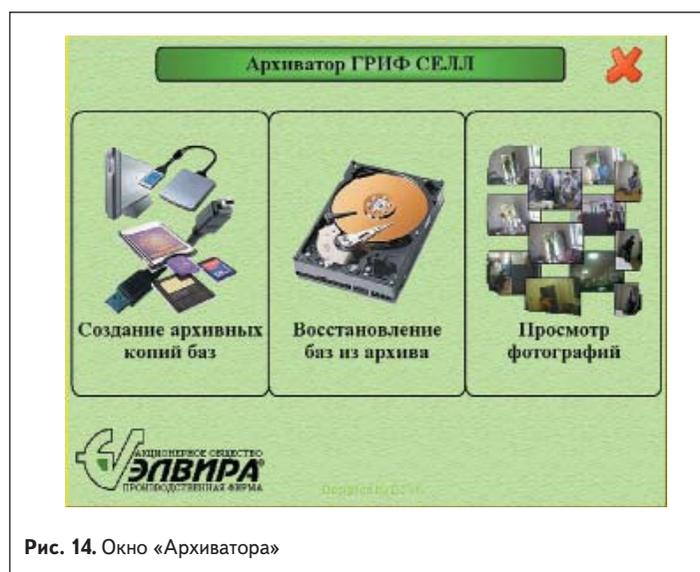 Архиватор ГРИФ СЕЛЛ
Создание архивных
копий баз
Восстановление
баз из архива
Просмотр
фотографий
АКЦИОНЕРНОЕ ОБЩЕСТВО
ЭЛВИРА®
ПРОИЗВОДСТВЕННАЯ ФИРМА
Рис. 14. Окно «Архиватора»